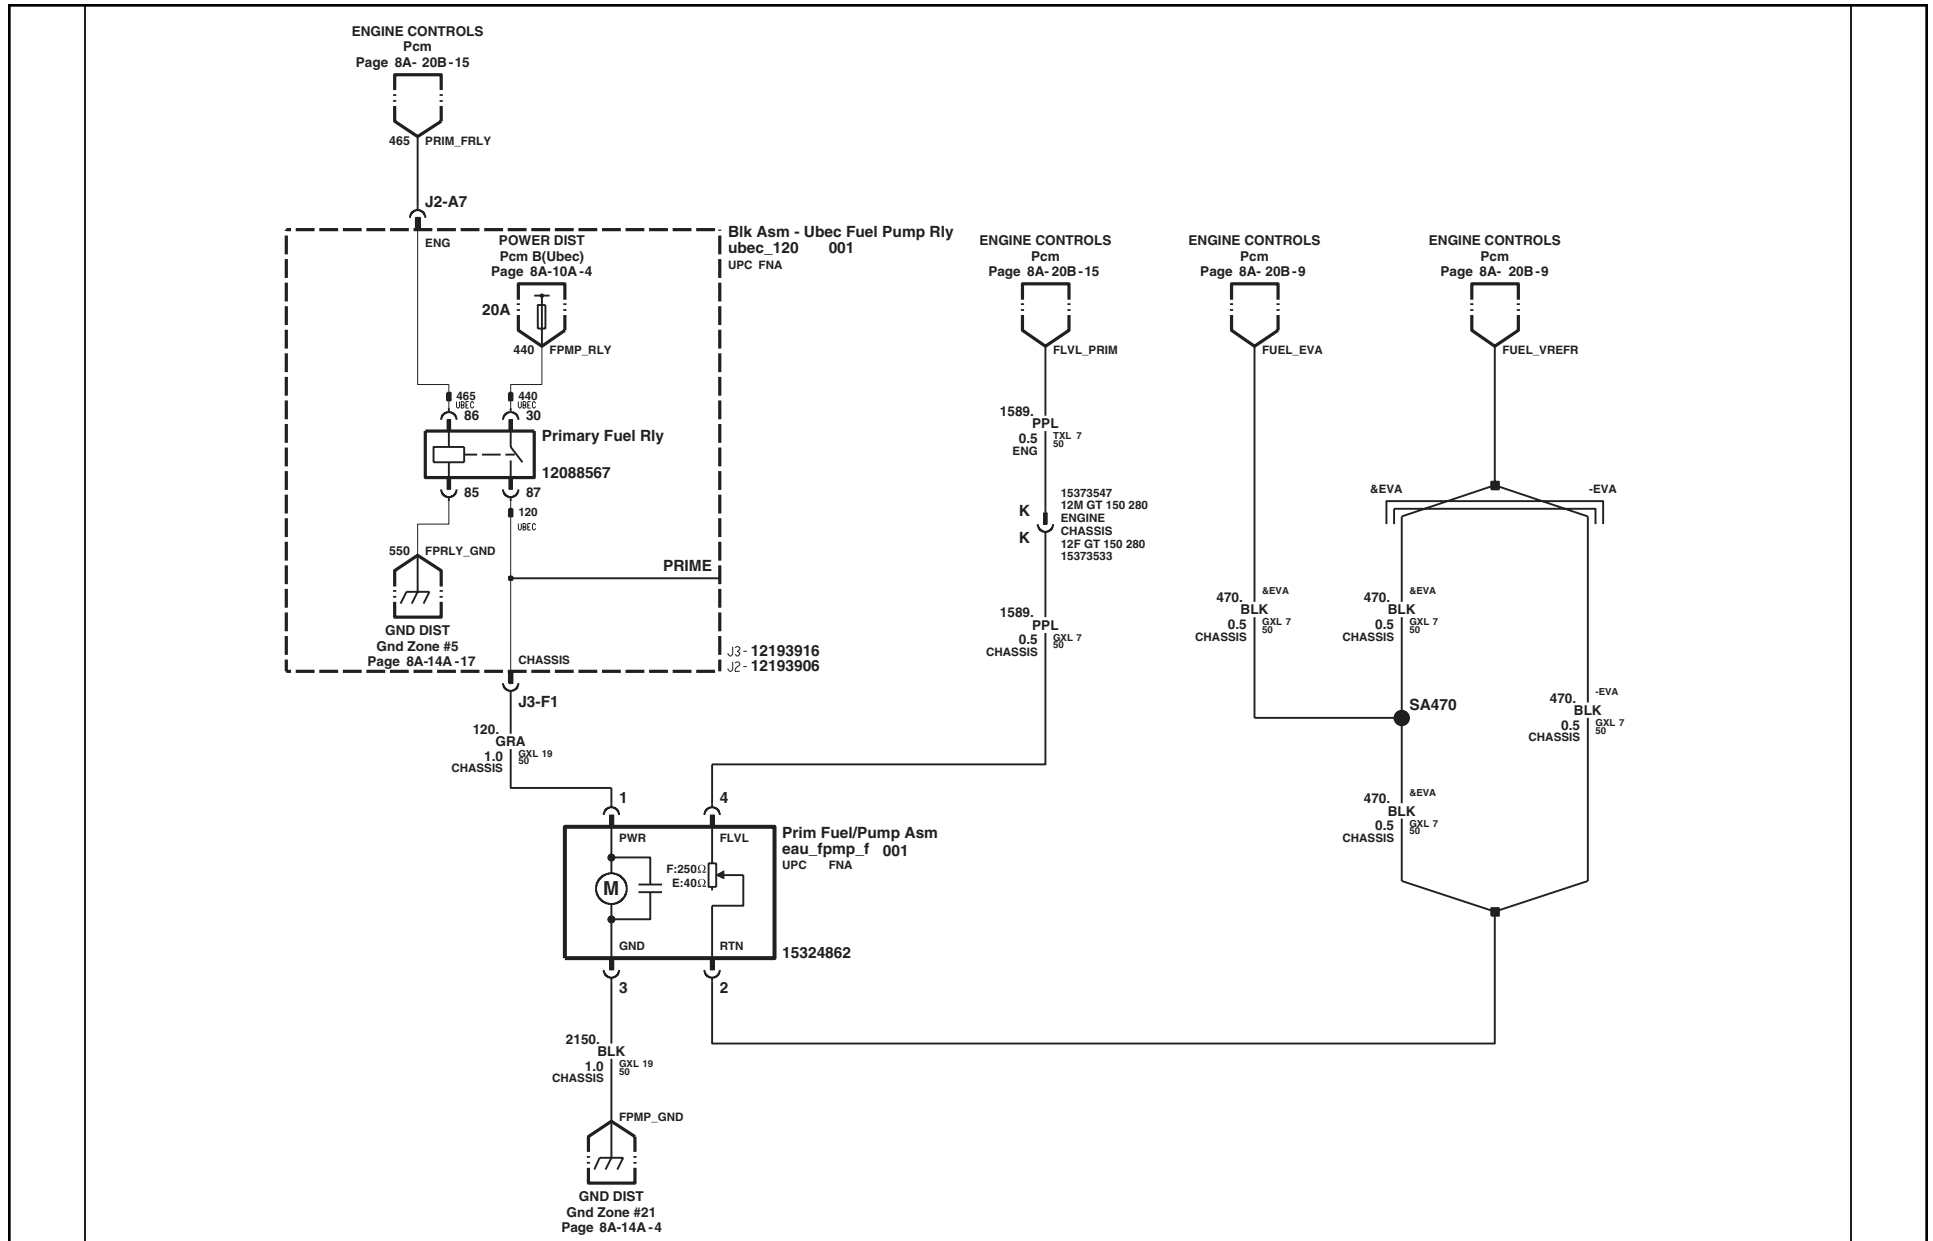 ENGINE CONTROLS
Pcm
Page 8A- 20B-15
465 PRIM_FRLY
J2-A7
ENG
POWER DIST
Pcm B(Ubec)
Page 8A-10A-4
20A
440 FPMP_RLY
465
UBEC
86
440
UBEC
30
Primary Fuel Rly
12088567
85
87
120
UBEC
550 FPRLY_GND
PRIME
GND DIST
Gnd Zone #5
Page 8A-14A-17
CHASSIS
Blk Asm - Ubec Fuel Pump Rly
ubec_120 001
UPC FNA
J3- 12193916
J2- 12193906
J3-F1
120.
GRA
1.0 GXL 19
CHASSIS 50
ENGINE CONTROLS
Pcm
Page 8A-20B-15
FLVL_PRIM
1589.
PPL
0.5 TXL 7
ENG 50
K
K
15373547
12M GT 150 280
ENGINE
CHASSIS
12F GT 150 280
15373533
1589.
PPL
0.5 GXL 7
CHASSIS 50
ENGINE CONTROLS
Pcm
Page 8A- 20B-9
FUEL_EVA
470. &EVA
BLK
0.5 GXL 7
CHASSIS 50
ENGINE CONTROLS
Pcm
Page 8A- 20B-9
FUEL_VREFR
&EVA
-EVA
470. &EVA
BLK
0.5 GXL 7
CHASSIS 50
SA470
470. -EVA
BLK
0.5 GXL 7
CHASSIS 50
470. &EVA
BLK
0.5 GXL 7
CHASSIS 50
1
4
PWR
FLVL
F:250Ω
E:40Ω
M
GND
RTN
Prim Fuel/Pump Asm
eau_fpmp_f 001
UPC FNA
15324862
3
2
2150.
BLK
1.0 GXL 19
CHASSIS 50
FPMP_GND
GND DIST
Gnd Zone #21
Page 8A-14A-4